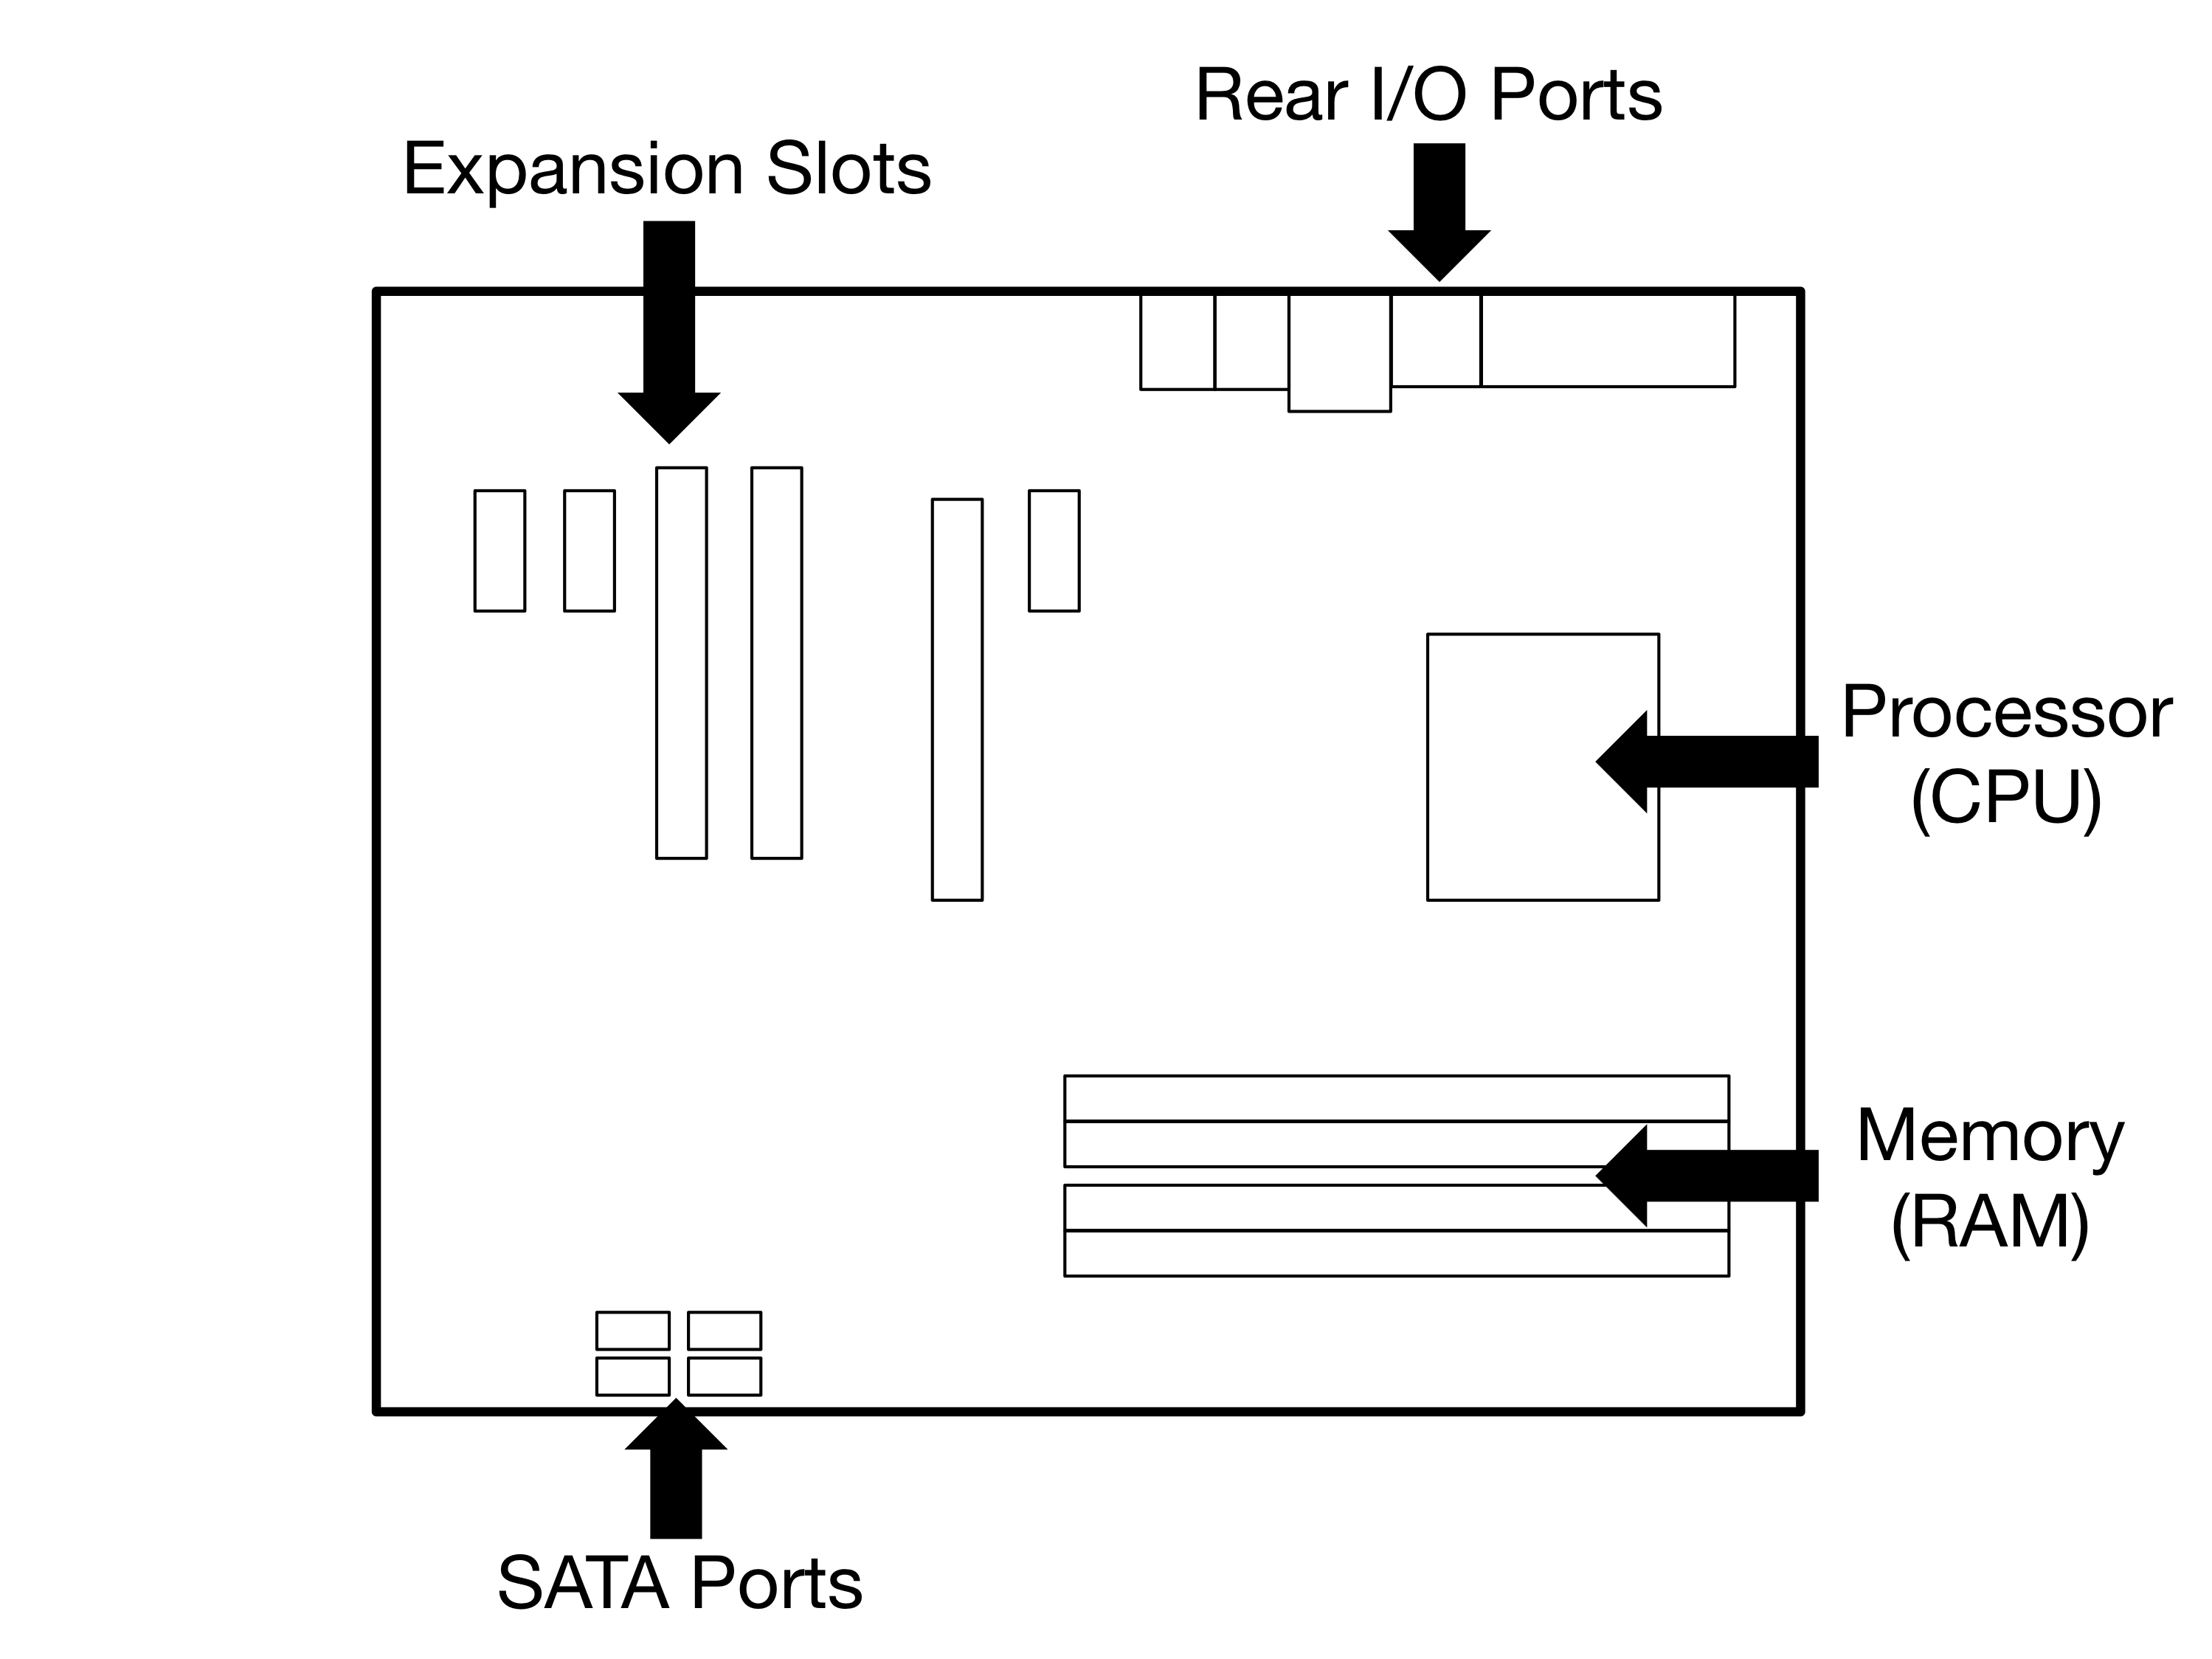 Rear I/O Ports
Expansion Slots
Processor
(CPU)
Memory
(RAM)
SATA Ports